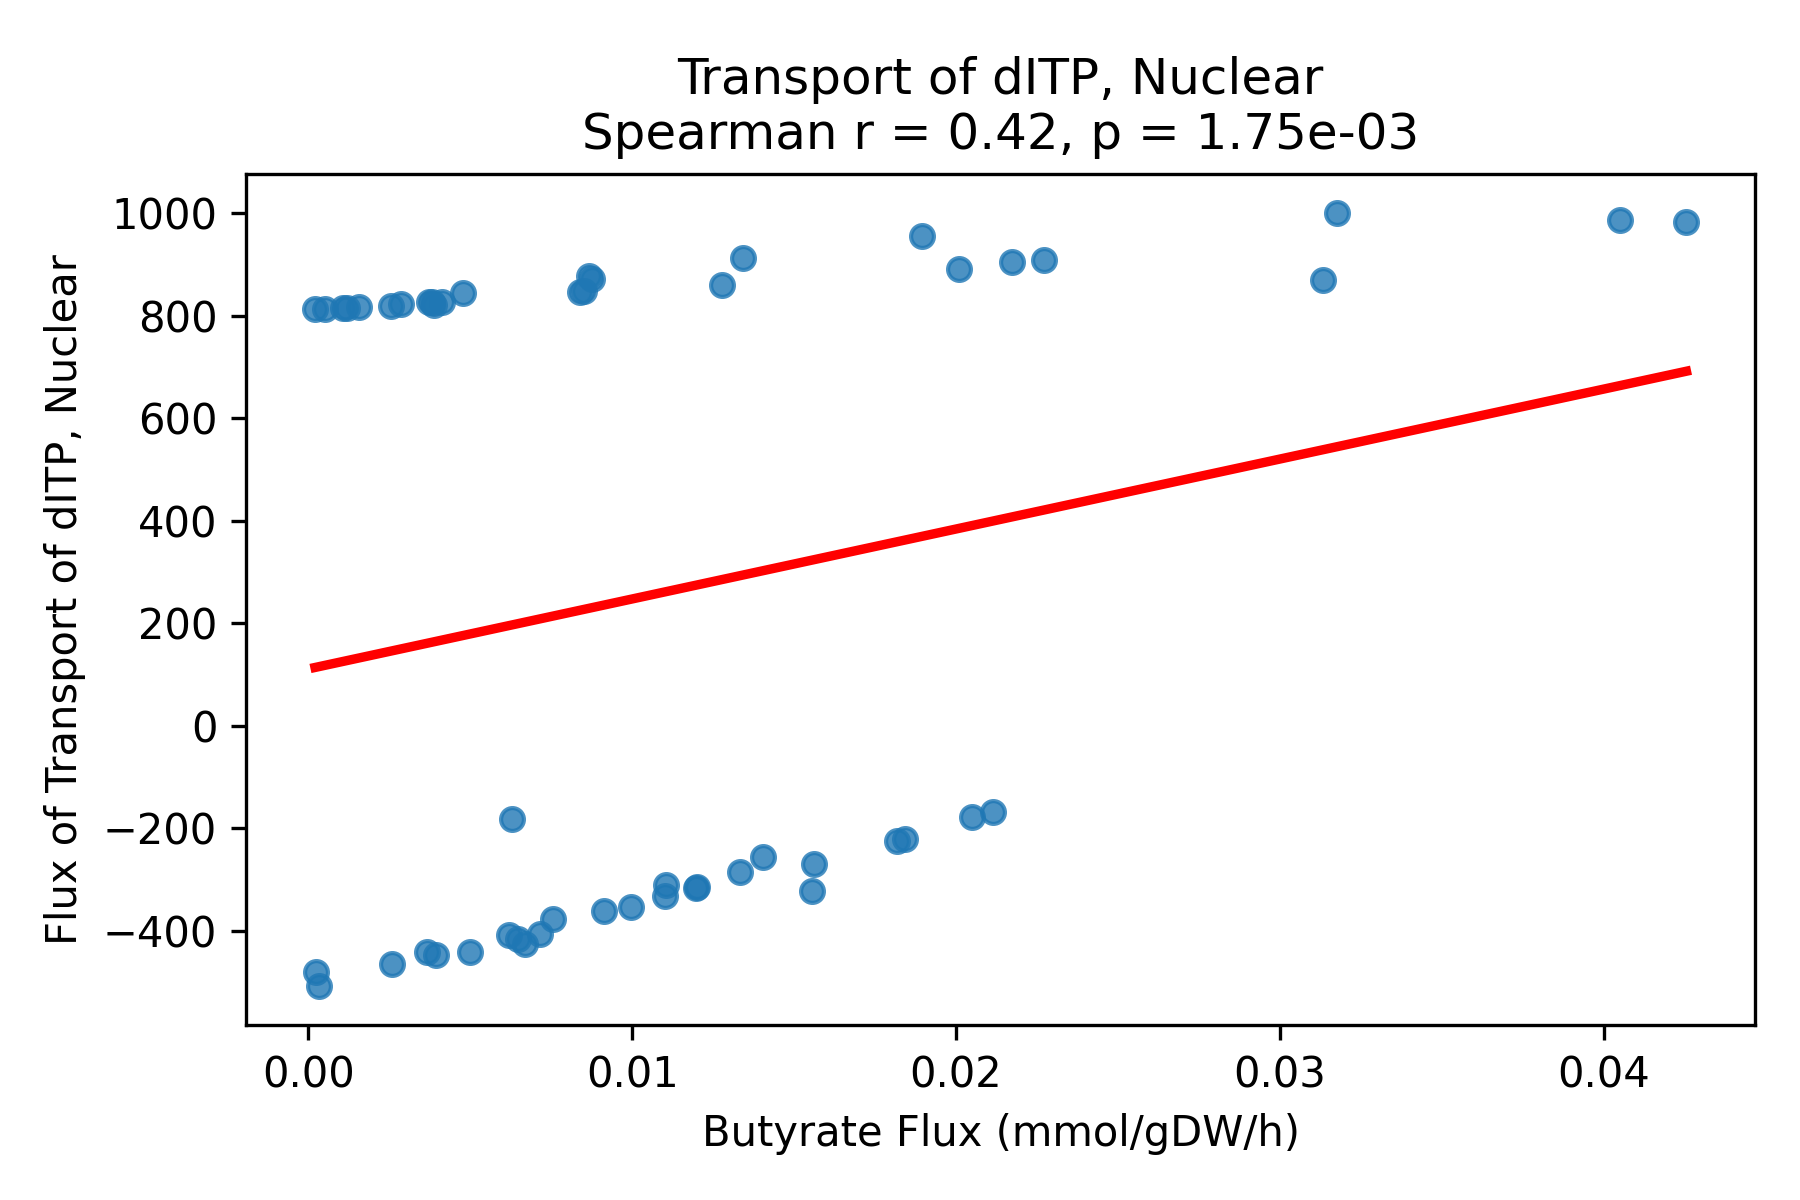 Transport of dITP, Nuclear
Spearman r = 0.42, p = 1.75e-03
Flux of Transport of dITP, Nuclear
1000
800
600
400
200
0
−200
−400
0.00 0.01 0.02 0.03 0.04
Butyrate Flux (mmol/gDW/h)